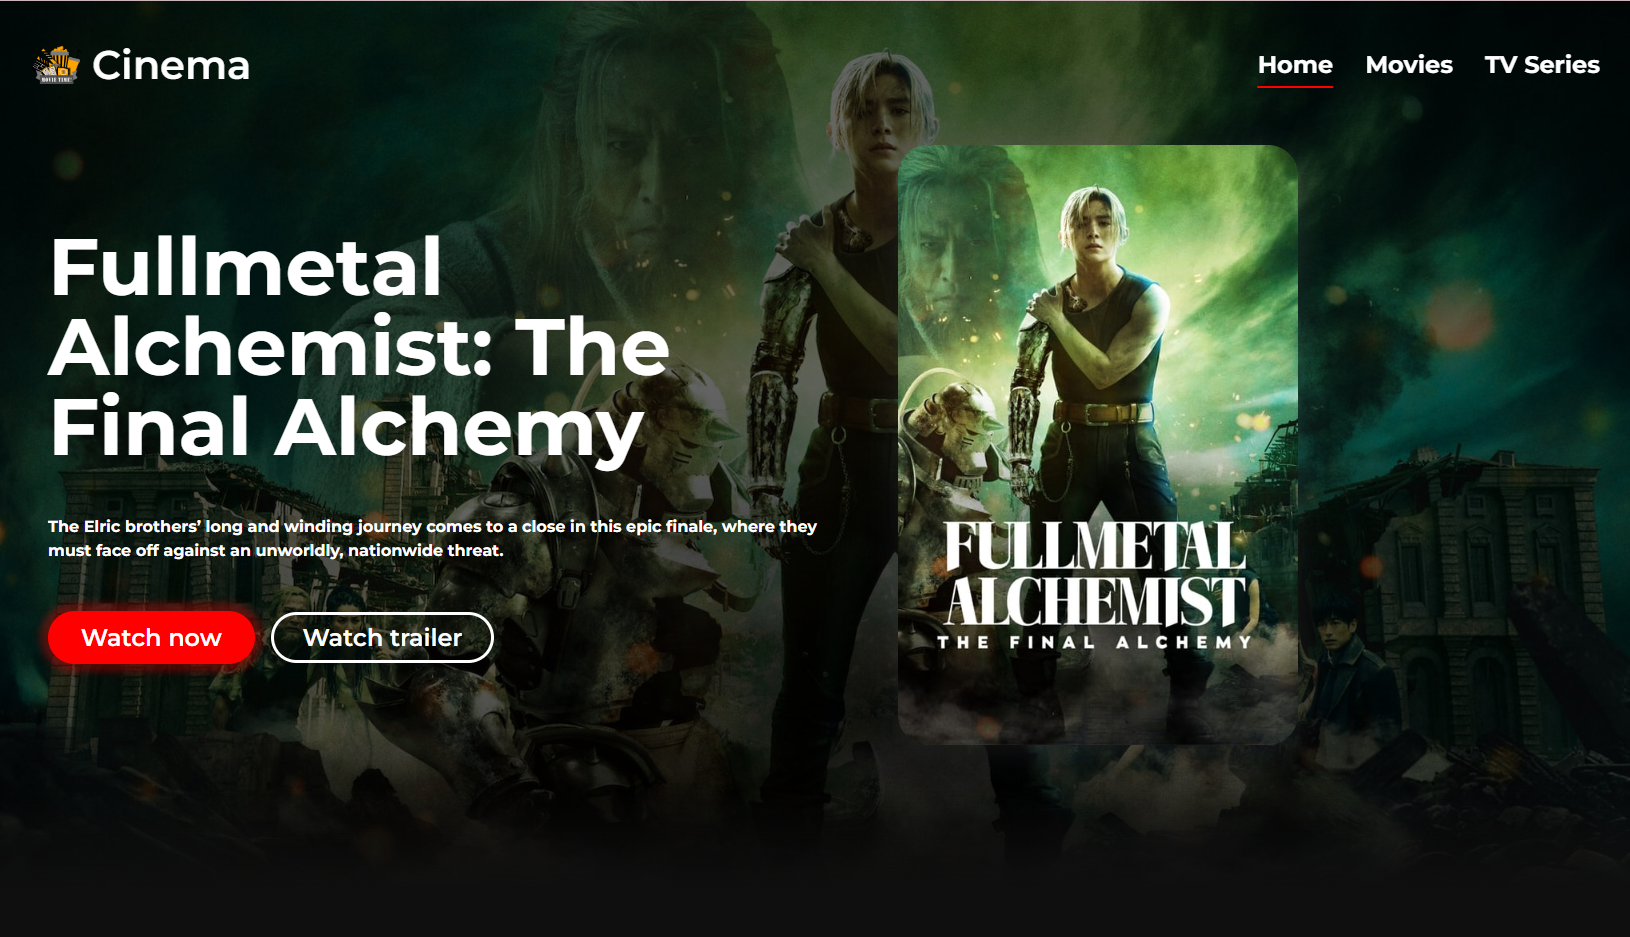 MOVIE TIME
Cinema
Home
Movies
TV Series
Fullmetal
Alchemist: The
Final Alchemy
The Elric brothers’ long and winding journey comes to a close in this epic finale, where they
must face off against an unworldly, nationwide threat.
Watch now
Watch trailer
FULLMETAL
ALCHEMIST
THE FINAL ALCHEMY